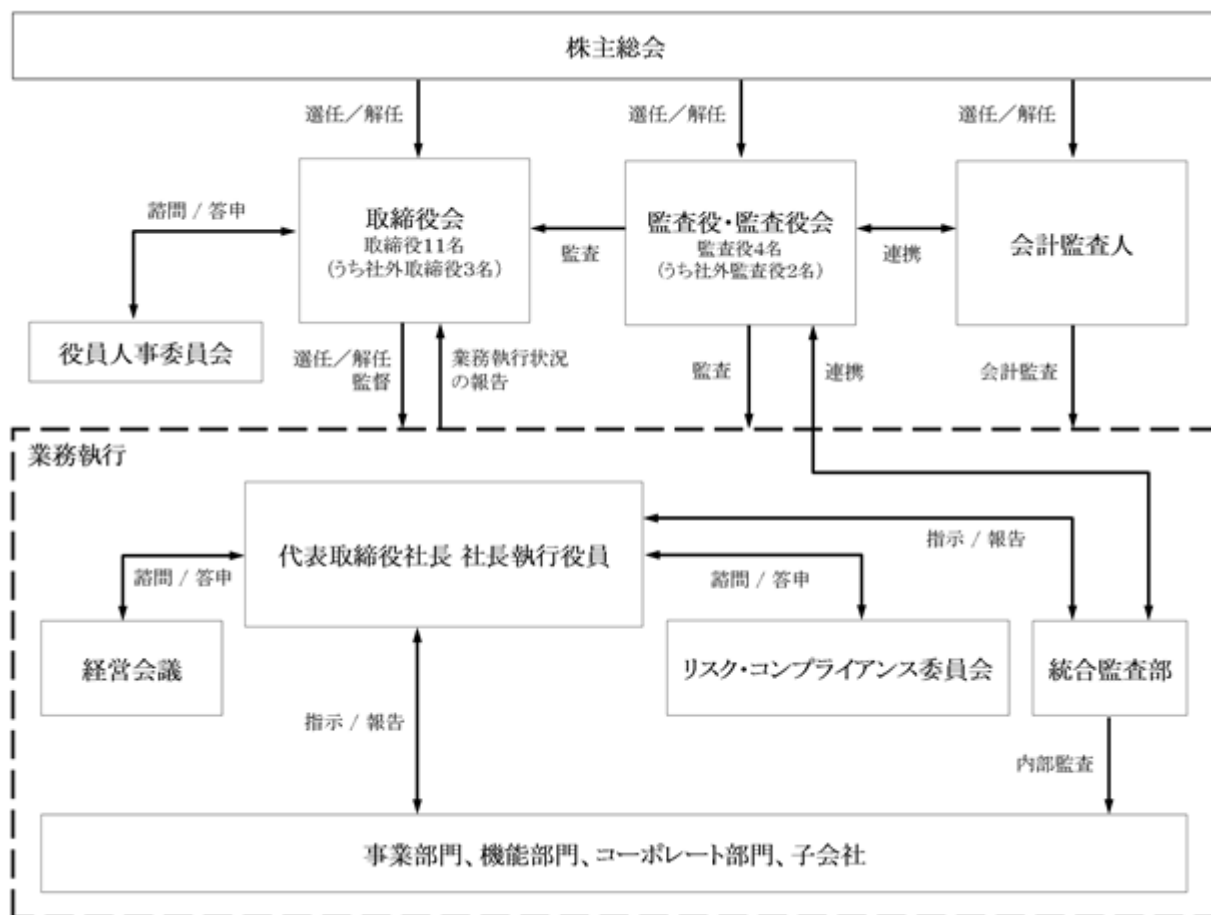 株主総会
選任／解任
選任／解任
選任／解任
諮問 / 答申
取締役会
取締役11名
(うち社外取締役3名)
監査
監査役・監査役会
監査役4名
(うち社外監査役2名)
連携
会計監査人
役員人事委員会
選任／解任
監督
業務執行状況
の報告
監査
連携
会計監査
業務執行
代表取締役社長 社長執行役員
指示 / 報告
諮問 / 答申
諮問 / 答申
経営会議
リスク・コンプライアンス委員会
統合監査部
指示 / 報告
内部監査
事業部門、機能部門、コーポレート部門、子会社